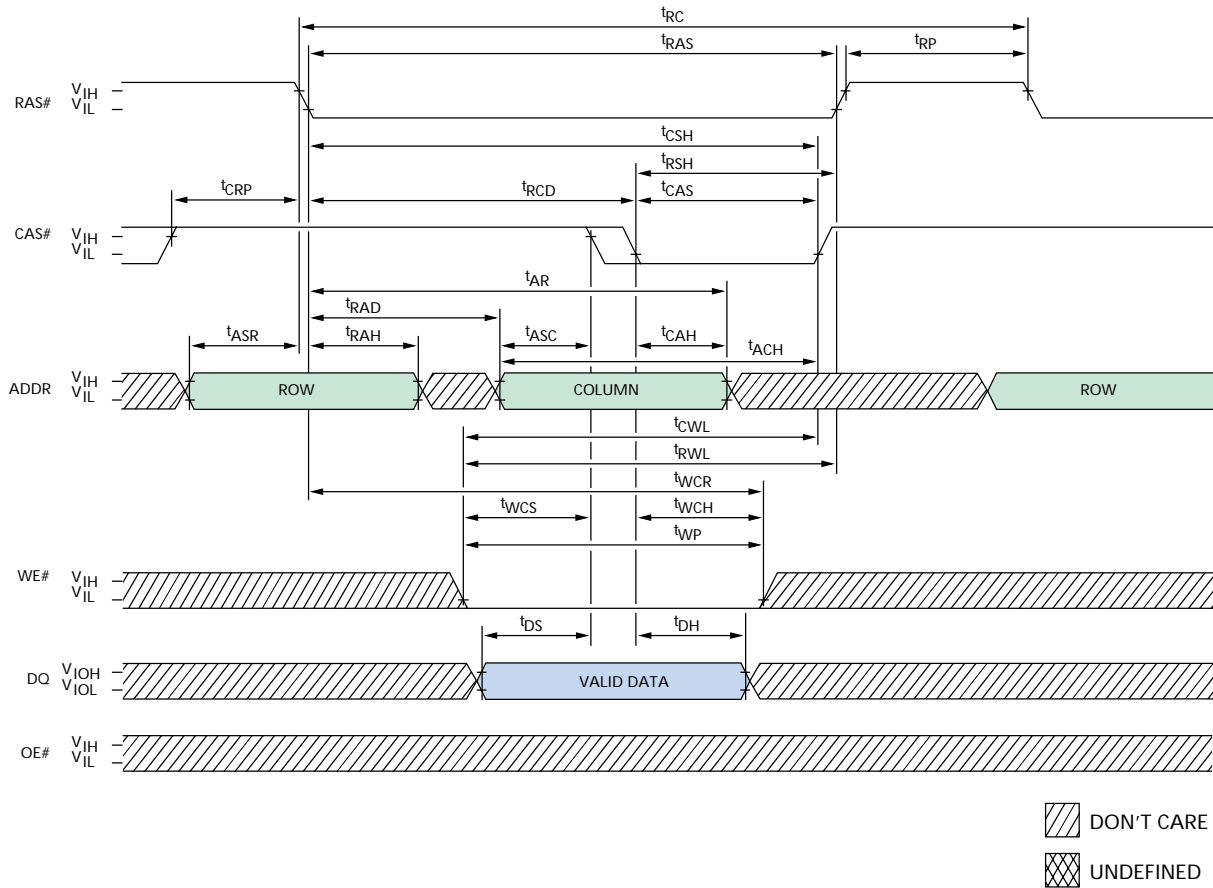 tRC
tRAS
tRP
RAS#
VIH
VIL
tCSH
tRSH
tCRP
tRCD
tCAS
CAS#
VIH
VIL
tAR
tRAD
tASR
tRAH
tASC
tCAH
tACH
ADDR
VIH
VIL
ROW
COLUMN
ROW
tCWL
tRWL
tWCR
tWCS
tWCH
tWP
WE#
VIH
VIL
tDS
tDH
DQ
VIOH
VIOL
VALID DATA
OE#
VIH
VIL
DON'T CARE
UNDEFINED